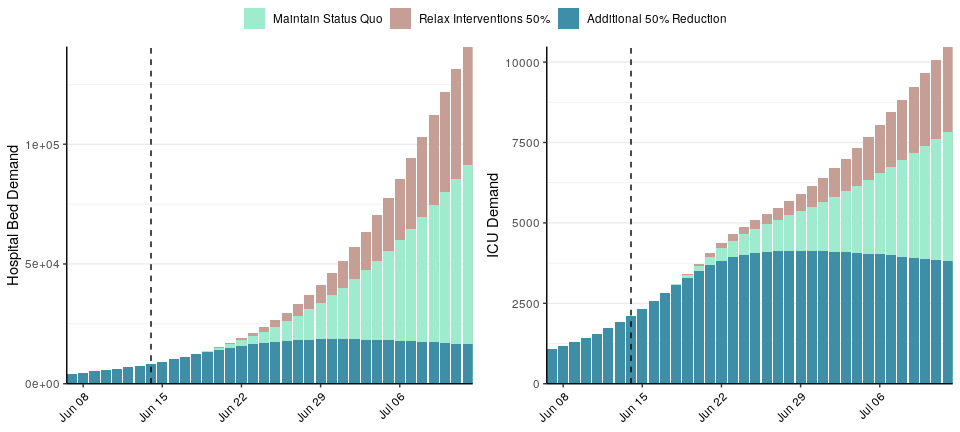 Maintain Status Quo Relax Interventions 50% Additional 50% Reduction
Hospital Bed Demand
1e+05
5e+04
0e+00
Jun 08 Jun 15 Jun 22 Jun 29 Jul 06
ICU Demand
10000
7500
5000
2500
0
Jun 08 Jun 15 Jun 22 Jun 29 Jul 06